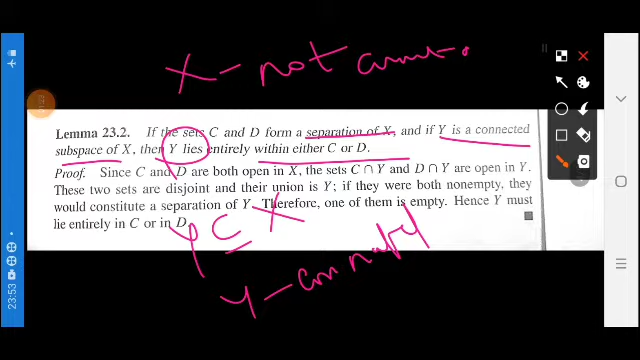 X - not
Lemma 23.2. If the sets C and D form a separation of X, and if Y is a connected
subspace of X, then Y lies entirely within either C or D.
Proof. Since C and D are both open in X, the sets C ∩ Y and D ∩ Y are open in Y.
These two sets are disjoint and their union is Y; if they were both nonempty, they
would constitute a separation of Y. Therefore, one of them is empty. Hence Y must
lie entirely in C or in D.
Y ⊂ X
Y -
23:53